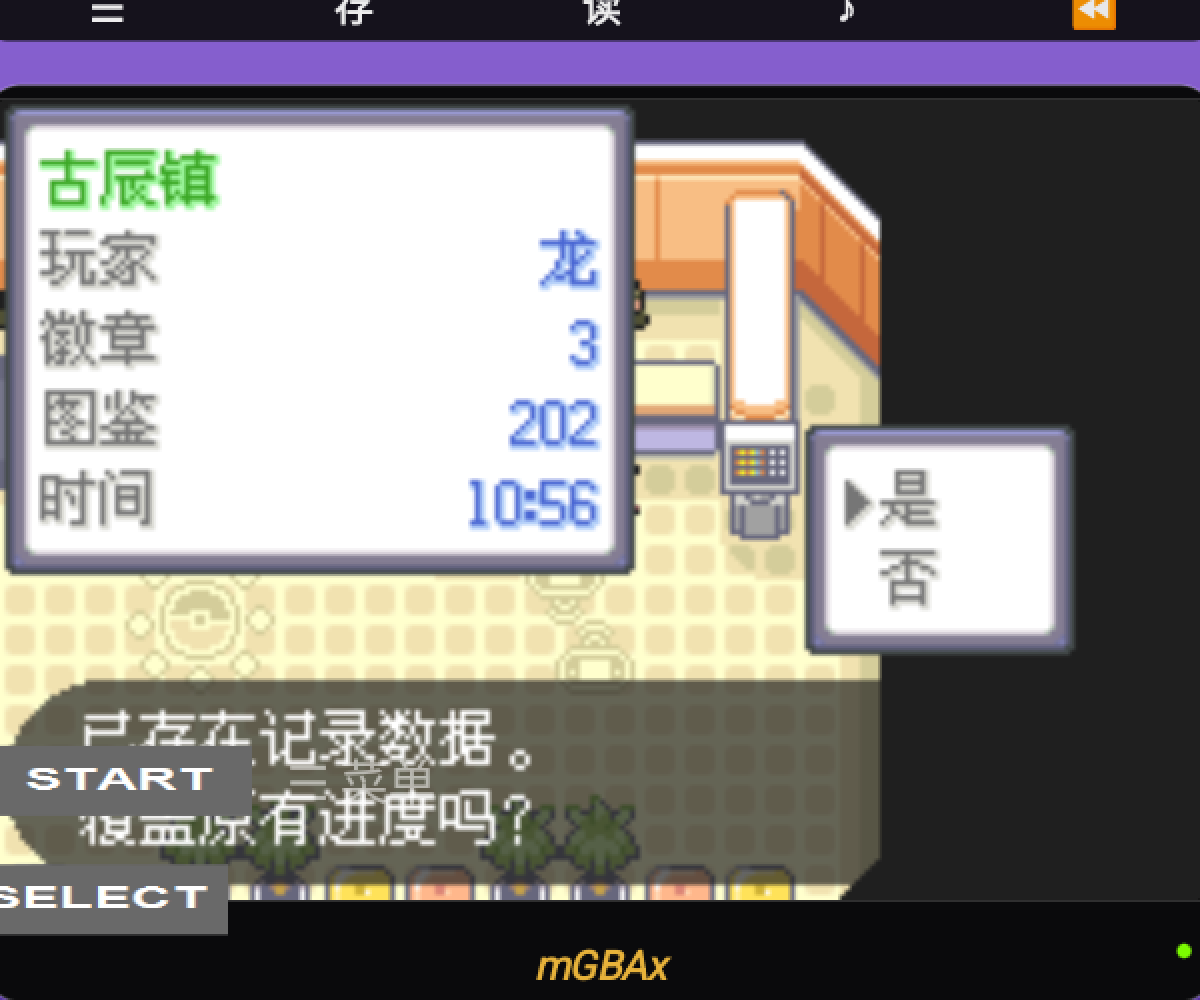 存 读
古辰镇
玩家 龙
徽章 3
图鉴 202
时间 10:56
是
否
已存在记录数据。
START
三菜单
覆盖原有进度吗?
SELECT
mGBAx